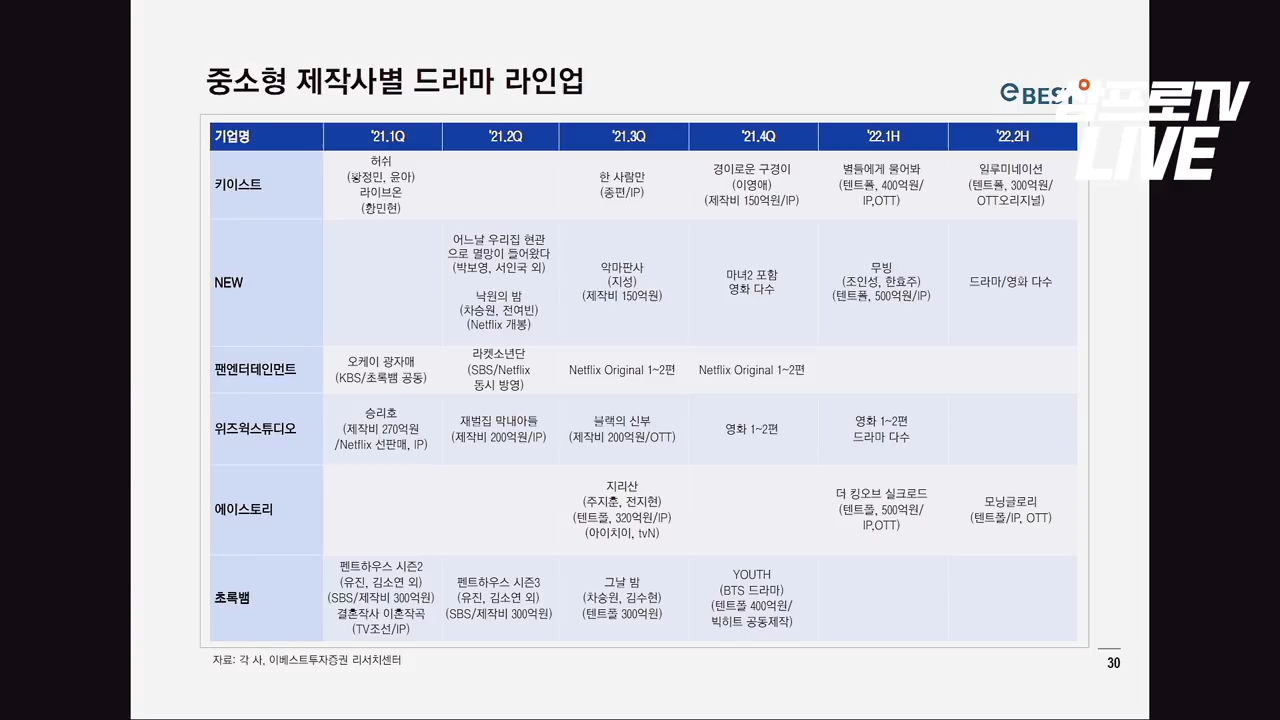 중소형 제작사별 드라마 라인업
eBEST
삼프로TV
LIVE
기업명 '21.1Q '21.2Q '21.3Q '21.4Q '22.1H '22.2H
키이스트
허쉬
(황정민, 윤아)
라이브온
(황민현)
한 사람만
(종편/IP)
경이로운 구경이
(이영애)
(제작비 150억원/IP)
별들에게 물어봐
(텐트폴, 400억원/
IP,OTT)
일루미네이션
(텐트폴, 300억원/
OTT오리지널)
NEW
어느날 우리집 현관
으로 멸망이 들어왔다
(박보영, 서인국 외)
낙원의 밤
(차승원, 전여빈)
(Netflix 개봉)
악마판사
(지성)
(제작비 150억원)
마녀2 포함
영화 다수
무빙
(조인성, 한효주)
(텐트폴, 500억원/IP)
드라마/영화 다수
팬엔터테인먼트
오케이 광자매
(KBS/초록뱀 공동)
라켓소년단
(SBS/Netflix
동시 방영)
Netflix Original 1~2편
Netflix Original 1~2편
위즈윅스튜디오
승리호
(제작비 270억원
/Netflix 선판매, IP)
재벌집 막내아들
(제작비 200억원/IP)
블랙의 신부
(제작비 200억원/OTT)
영화 1~2편
영화 1~2편
드라마 다수
에이스토리
지리산
(주지훈, 전지현)
(텐트폴, 320억원/IP)
(아이치이, tvN)
더 킹오브 실크로드
(텐트폴, 500억원/
IP,OTT)
모닝글로리
(텐트폴/IP, OTT)
초록뱀
펜트하우스 시즌2
(유진, 김소연 외)
(SBS/제작비 300억원)
결혼작사 이혼작곡
(TV조선/IP)
펜트하우스 시즌3
(유진, 김소연 외)
(SBS/제작비 300억원)
그날 밤
(차승원, 김수현)
(텐트폴 300억원)
YOUTH
(BTS 드라마)
(텐트폴 400억원/
빅히트 공동제작)
자료: 각 사, 이베스트투자증권 리서치센터
30